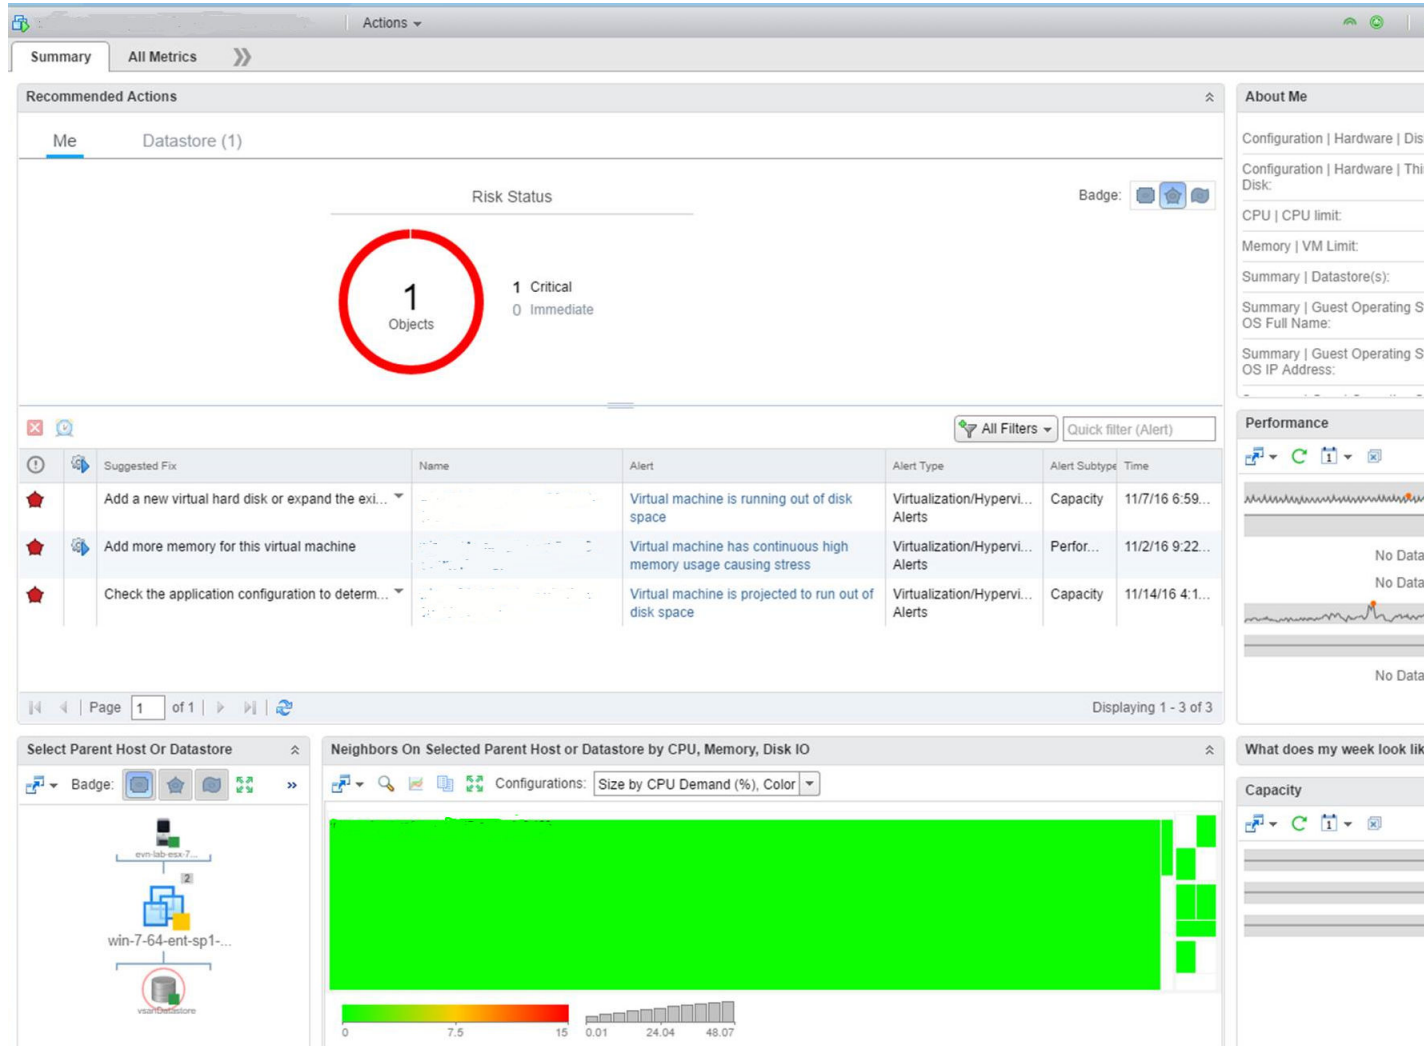 Actions
Summary
All Metrics
Recommended Actions
About Me
Me
Datastore (1)
Configuration | Hardware | Dis
Configuration | Hardware | Thi
Disk:
Risk Status
Badge:
CPU | CPU limit:
Memory | VM Limit:
Summary | Datastore(s):
1
Objects
1 Critical
0 Immediate
Summary | Guest Operating S
OS Full Name:
Summary | Guest Operating S
OS IP Address:
All Filters
Quick filter (Alert)
Performance
Suggested Fix
Name
Alert
Alert Type
Alert Subtype
Time
Add a new virtual hard disk or expand the exi...
Virtual machine is running out of disk
space
Virtualization/Hypervi...
Alerts
Capacity
11/7/16 6:59...
Add more memory for this virtual machine
Virtual machine has continuous high
memory usage causing stress
Virtualization/Hypervi...
Alerts
Perfor...
11/2/16 9:22...
Check the application configuration to determ...
Virtual machine is projected to run out of
disk space
Virtualization/Hypervi...
Alerts
Capacity
11/14/16 4:1...
No Data
No Data
No Data
Page 1 of 1
Displaying 1 - 3 of 3
Select Parent Host Or Datastore
Neighbors On Selected Parent Host or Datastore by CPU, Memory, Disk IO
What does my week look lik
Badge:
Configurations: Size by CPU Demand (%), Color
Capacity
evn-lab-esx-7...
2
win-7-64-ent-sp1-...
vsanDatastore
0 7.5 15
0.01 24.04 48.07